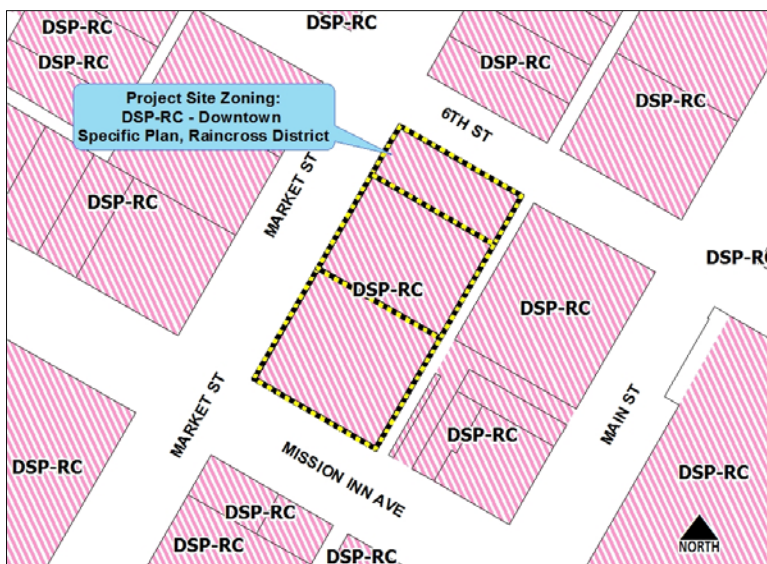 DSP-RC
DSP-RC
DSP-RC
DSP-RC
DSP-RC
Project Site Zoning:
DSP-RC - Downtown
Specific Plan, Raincross District
6TH ST
MARKET ST
DSP-RC
DSP-RC
DSP-RC
DSP-RC
MARKET ST
MAIN ST
DSP-RC
DSP-RC
DSP-RC
MISSION INN AVE
DSP-RC
DSP-RC
DSP-RC
NORTH